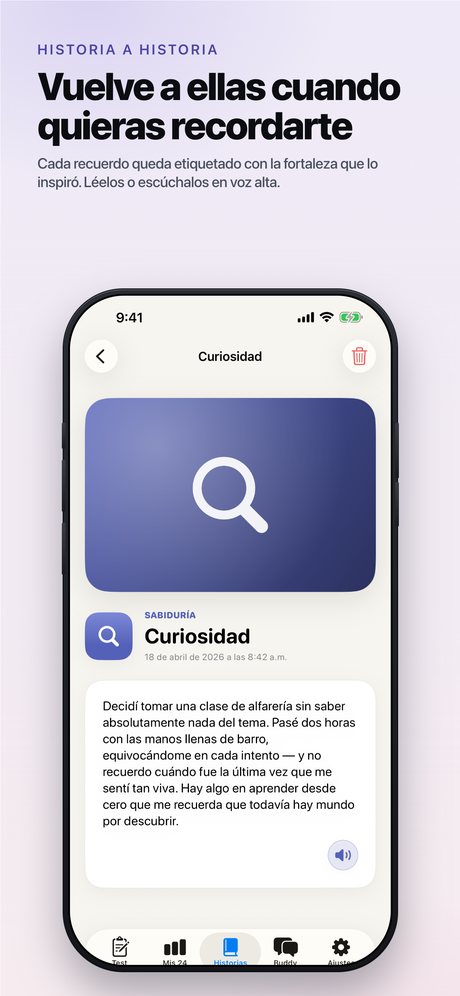 HISTORIA A HISTORIA
Vuelve a ellas cuando
quieras recordarte
Cada recuerdo queda etiquetado con la fortaleza que lo
inspiró. Léelos o escúchalos en voz alta.
9:41
Curiosidad
SABIDURÍA
Curiosidad
18 de abril de 2026 a las 8:42 a.m.
Decidí tomar una clase de alfarería sin saber
absolutamente nada del tema. Pasé dos horas
con las manos llenas de barro,
equivocándome en cada intento — y no
recuerdo cuándo fue la última vez que me
sentí tan viva. Hay algo en aprender desde
cero que me recuerda que todavía hay mundo
por descubrir.
Test Mis 24 Historias Buddy Ajustes